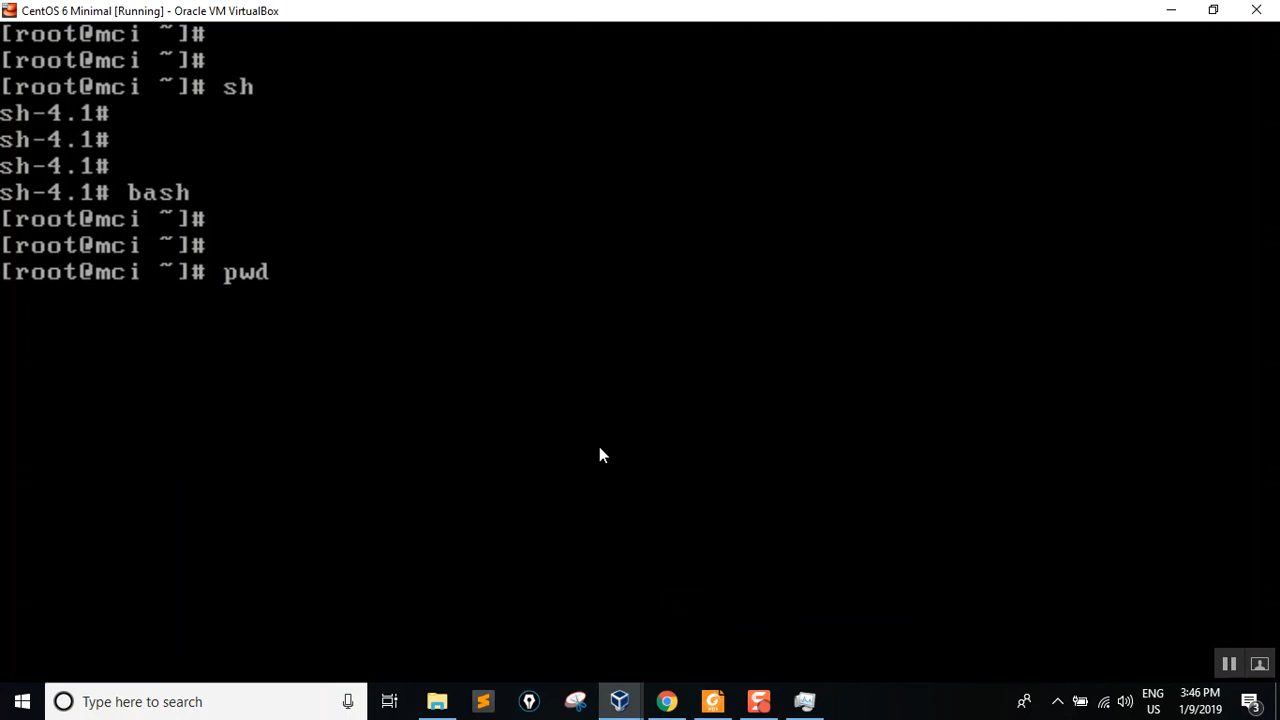 CentOS 6 Minimal [Running] - Oracle VM VirtualBox
[root@mci ~]#
[root@mci ~]#
[root@mci ~]# sh
sh-4.1#
sh-4.1#
sh-4.1#
sh-4.1# bash
[root@mci ~]#
[root@mci ~]#
[root@mci ~]# pwd
Type here to search
ENG
US
3:46 PM
1/9/2019
3